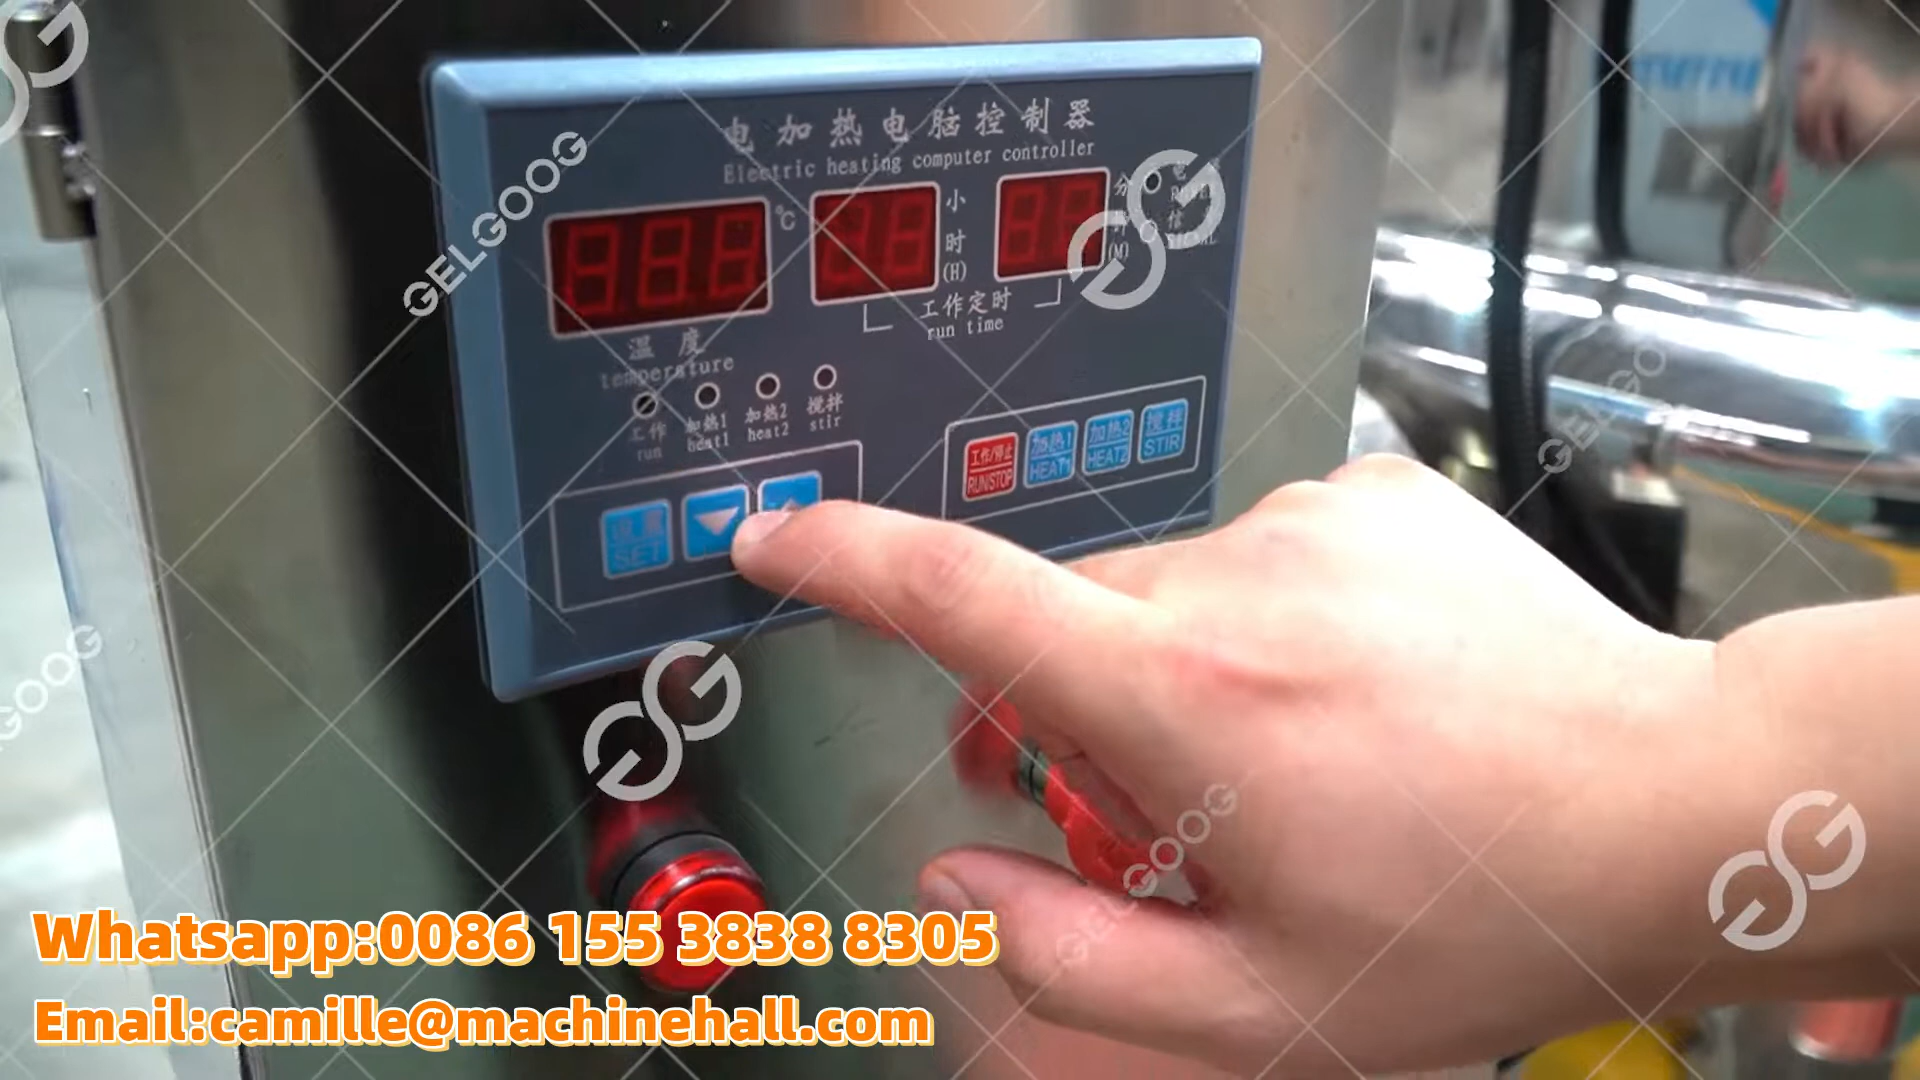 电加热电脑控制器
Electric heating computer controller
℃
小时
(H)
分
(M)
工作定时
run time
温度
temperature
工作
run
加热1
heat1
加热2
heat2
搅拌
stir
设置
SET
工作/停止
RUN/STOP
加热1
HEAT1
加热2
HEAT2
搅拌
STIR
GELGOOG
GELGOOG
GELGOOG
Whatsapp:0086 155 3838 8305
Email:camille@machinehall.com